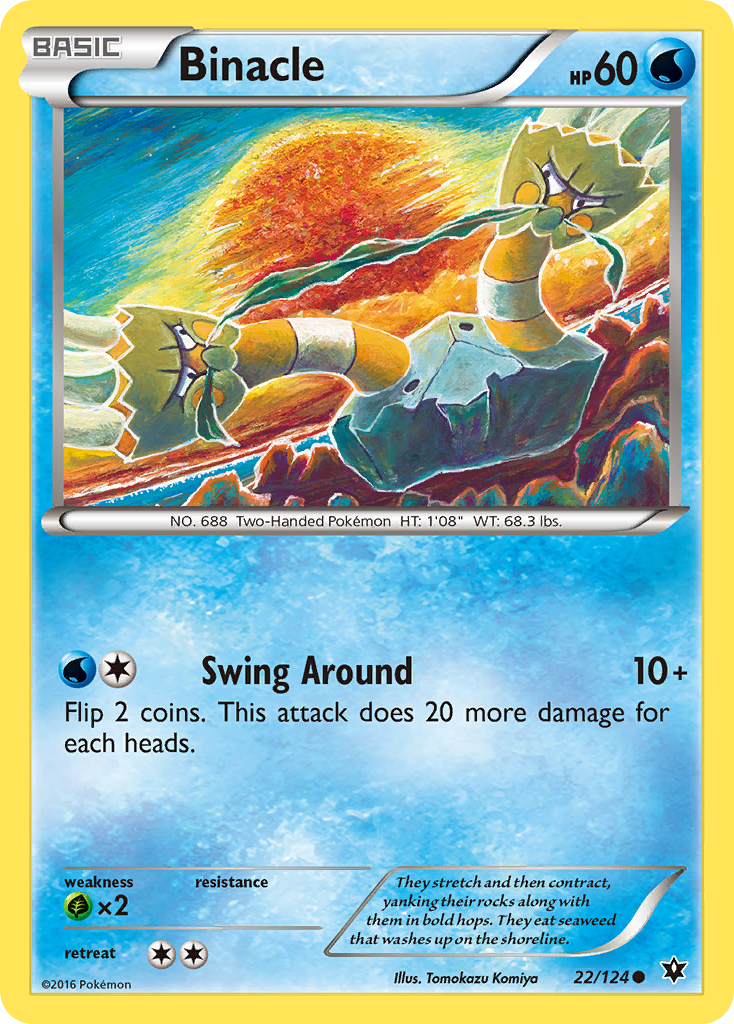 BASIC
Binacle
HP60
NO. 688 Two-Handed Pokémon HT: 1'08" WT: 68.3 lbs.
Swing Around 10+
Flip 2 coins. This attack does 20 more damage for
each heads.
weakness resistance
×2
retreat
They stretch and then contract,
yanking their rocks along with
them in bold hops. They eat seaweed
that washes up on the shoreline.
©2016 Pokémon
Illus. Tomokazu Komiya
22/124